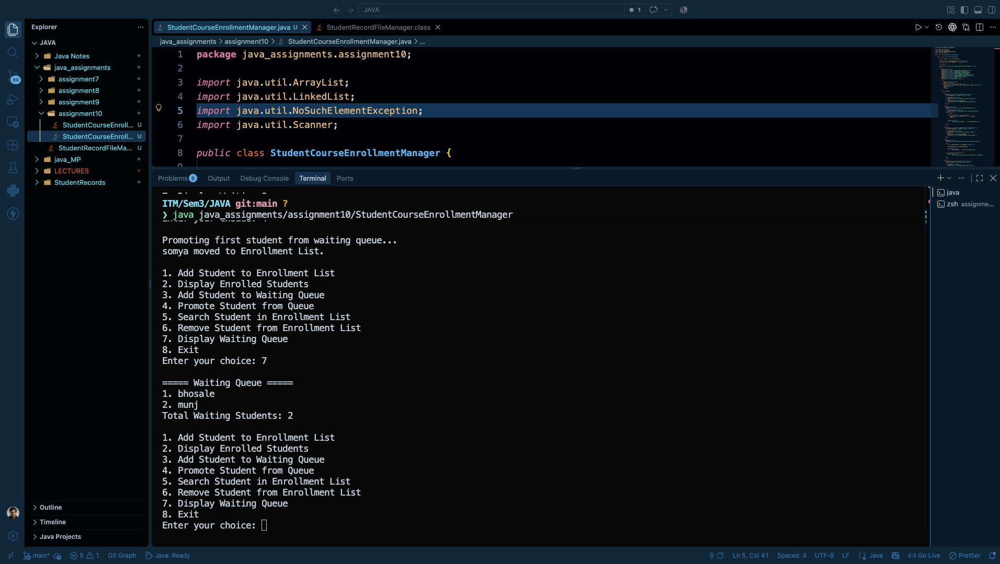 JAVA
1
Explorer
JAVA
Java Notes
java_assignments
assignment7
assignment8
assignment9
assignment10
StudentCourseEnroll... U
StudentCourseEnroll... U
StudentRecordFileMa... U
java_MP
LECTURES
StudentRecords
89
Outline
Timeline
Java Projects
StudentCourseEnrollmentManager.java U
StudentRecordFileManager.class
java_assignments > assignment10 > StudentCourseEnrollmentManager.java > ...
1 package java_assignments.assignment10;
2
3 import java.util.ArrayList;
4 import java.util.LinkedList;
5 import java.util.NoSuchElementException;
6 import java.util.Scanner;
7
8 public class StudentCourseEnrollmentManager {
9
Problems 6 Output Debug Console Terminal Ports
ITM/Sem3/JAVA git:main ?
❯ java java_assignments/assignment10/StudentCourseEnrollmentManager
Promoting first student from waiting queue...
somya moved to Enrollment List.
1. Add Student to Enrollment List
2. Display Enrolled Students
3. Add Student to Waiting Queue
4. Promote Student from Queue
5. Search Student in Enrollment List
6. Remove Student from Enrollment List
7. Display Waiting Queue
8. Exit
Enter your choice: 7
===== Waiting Queue =====
1. bhosale
2. munj
Total Waiting Students: 2
1. Add Student to Enrollment List
2. Display Enrolled Students
3. Add Student to Waiting Queue
4. Promote Student from Queue
5. Search Student in Enrollment List
6. Remove Student from Enrollment List
7. Display Waiting Queue
8. Exit
Enter your choice:
java
zsh assignme...
main* 5 1 Git Graph Java: Ready
Ln 5, Col 41 Spaces: 4 UTF-8 LF { } Java Go Live Prettier